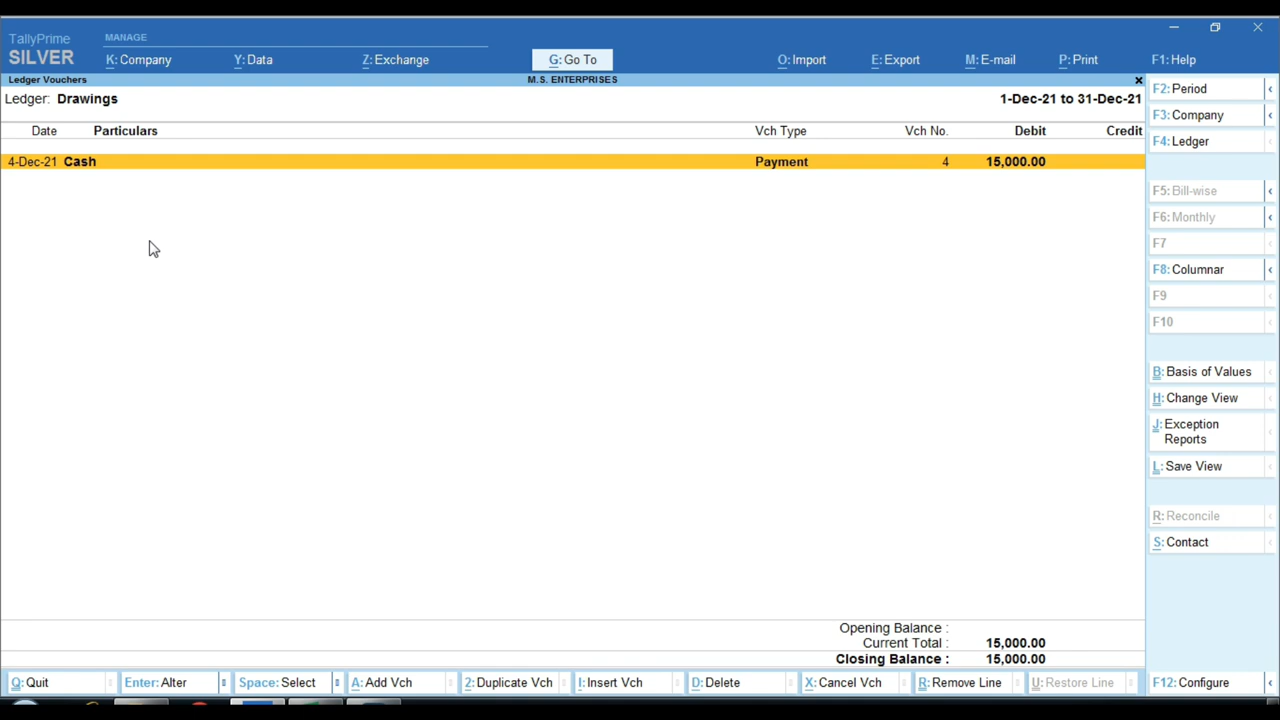 TallyPrime
SILVER
MANAGE
K: Company
Y: Data
Z: Exchange
G: Go To
O: Import
E: Export
M: E-mail
P: Print
F1: Help
Ledger Vouchers
M.S. ENTERPRISES
Ledger: Drawings
1-Dec-21 to 31-Dec-21
Date Particulars Vch Type Vch No. Debit Credit
4-Dec-21 Cash Payment 4 15,000.00
Opening Balance :
Current Total : 15,000.00
Closing Balance : 15,000.00
F2: Period
F3: Company
F4: Ledger
F5: Bill-wise
F6: Monthly
F7
F8: Columnar
F9
F10
B: Basis of Values
H: Change View
J: Exception
Reports
L: Save View
R: Reconcile
S: Contact
Q: Quit
Enter: Alter
Space: Select
A: Add Vch
2: Duplicate Vch
I: Insert Vch
D: Delete
X: Cancel Vch
R: Remove Line
U: Restore Line
F12: Configure